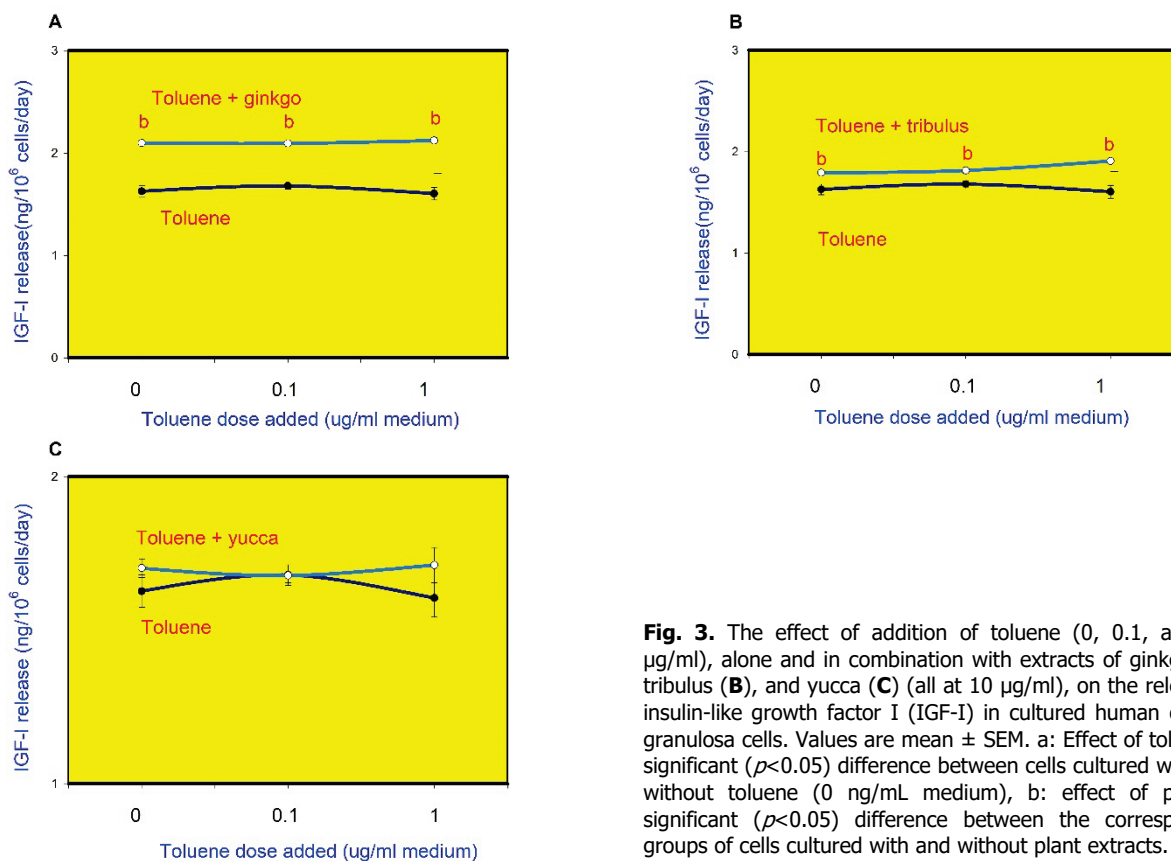 A
3
2
1
0
IGF-I release(ng/10⁶ cells/day)
Toluene + ginkgo
b b b
Toluene
0 0.1 1
Toluene dose added (ug/ml medium)
B
3
2
1
0
IGF-I release(ng/10⁶ cells/day)
Toluene + tribulus
b b b
Toluene
0 0.1 1
Toluene dose added (ug/ml medium)
C
2
1
IGF-I release (ng/10⁶ cells/day)
Toluene + yucca
Toluene
0 0.1 1
Toluene dose added (ug/ml medium)
Fig. 3. The effect of addition of toluene (0, 0.1, a
µg/ml), alone and in combination with extracts of gink
tribulus (B), and yucca (C) (all at 10 µg/ml), on the rele
insulin-like growth factor I (IGF-I) in cultured human
granulosa cells. Values are mean ± SEM. a: Effect of tol
significant (p<0.05) difference between cells cultured w
without toluene (0 ng/mL medium), b: effect of p
significant (p<0.05) difference between the corresp
groups of cells cultured with and without plant extracts.